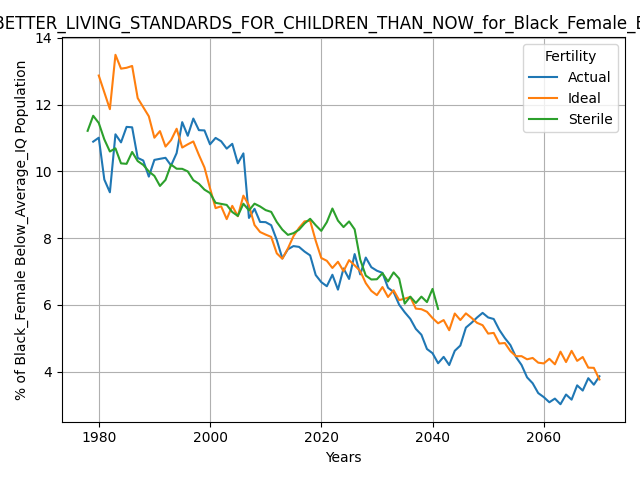 BETTER_LIVING_STANDARDS_FOR_CHILDREN_THAN_NOW_for_Black_Female_B
Fertility
Actual
Ideal
Sterile
% of Black_Female Below_Average_IQ Population
14
12
10
8
6
4
1980
2000
2020
2040
2060
Years